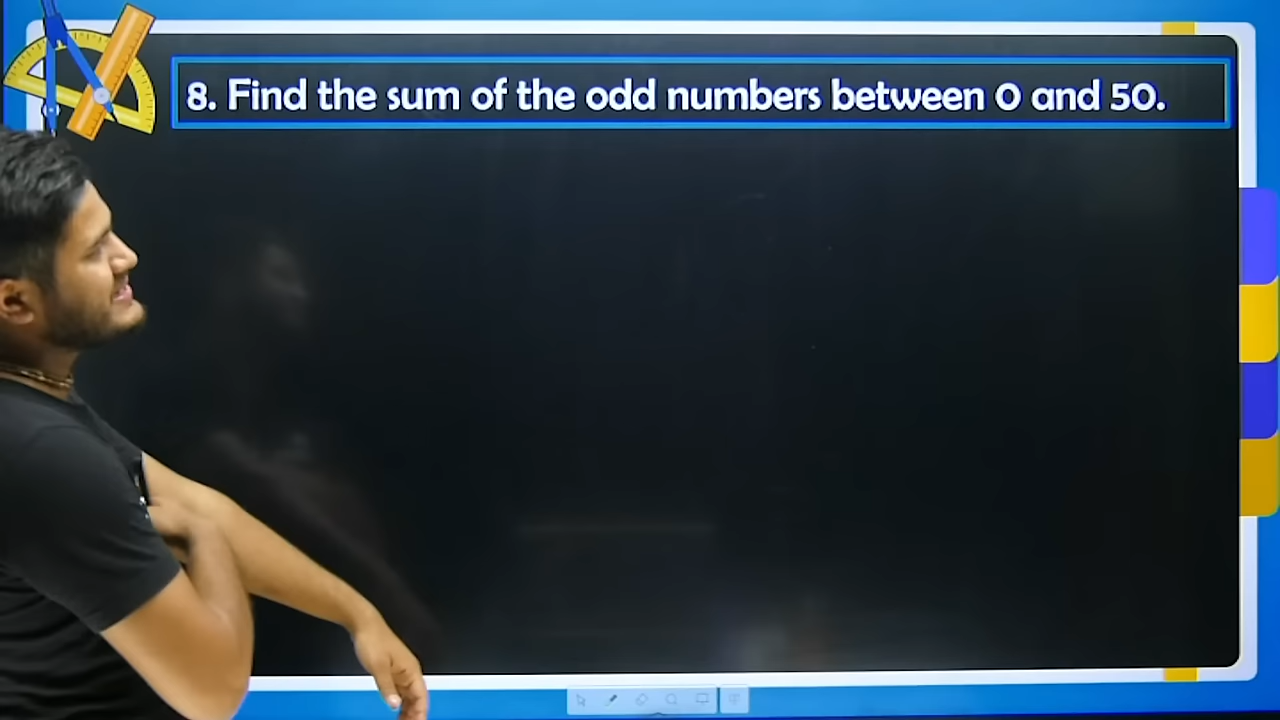 8. Find the sum of the odd numbers between 0 and 50.